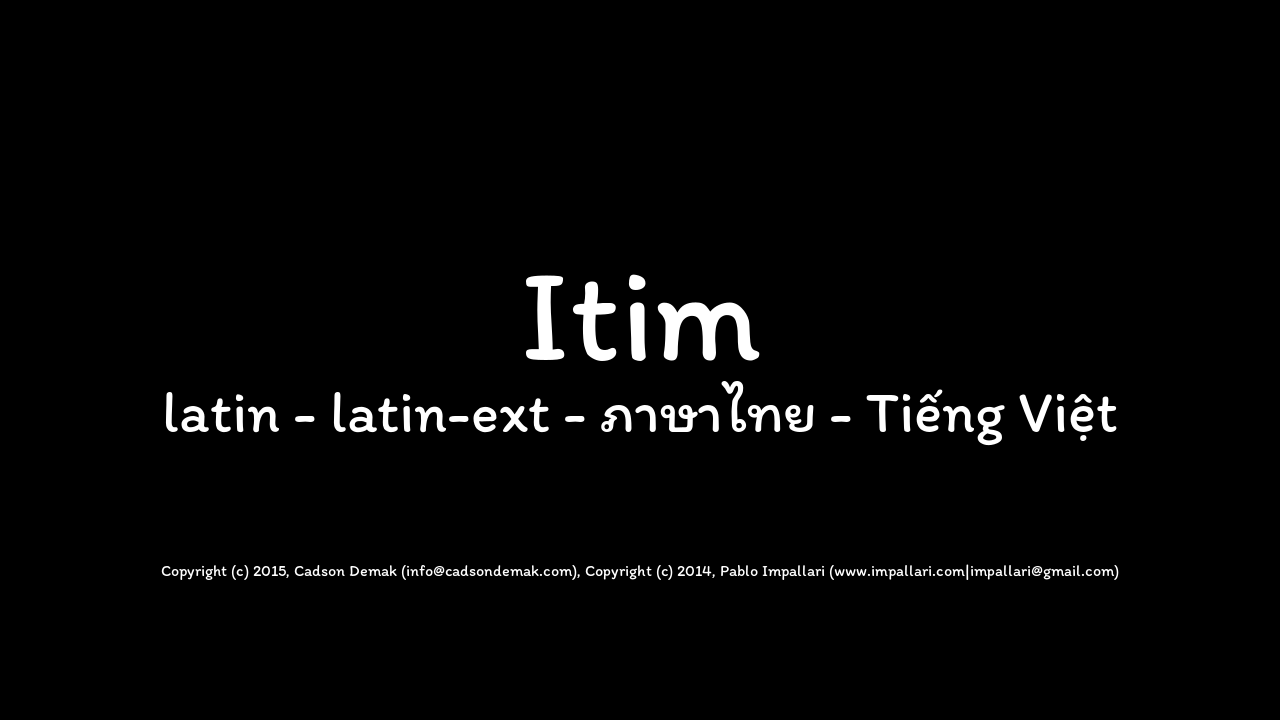 Itim
latin - latin-ext - ภาษาไทย - Tiếng Việt
Copyright (c) 2015, Cadson Demak (info@cadsondemak.com), Copyright (c) 2014, Pablo Impallari (www.impallari.com|impallari@gmail.com)